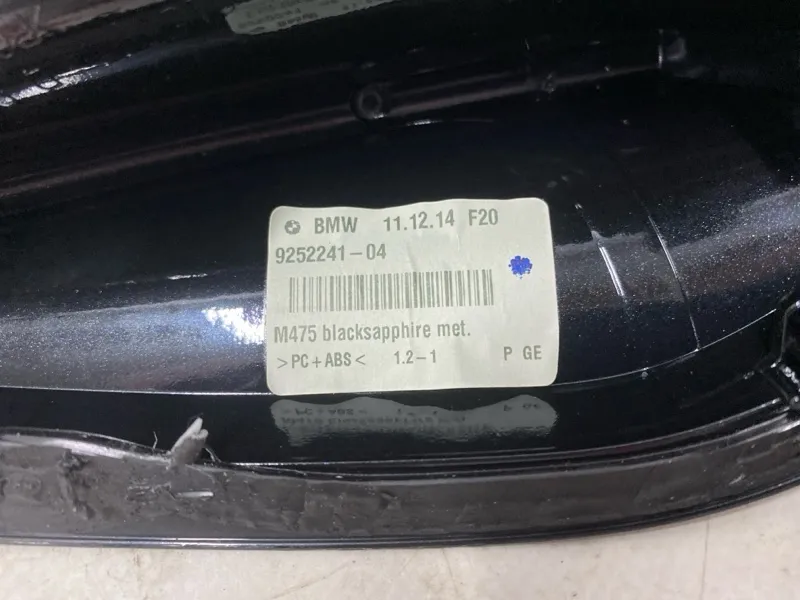 BMW 11.12.14 F20
9252241-04
M475 blacksapphire met.
>PC+ABS< 1.2-1 P GE